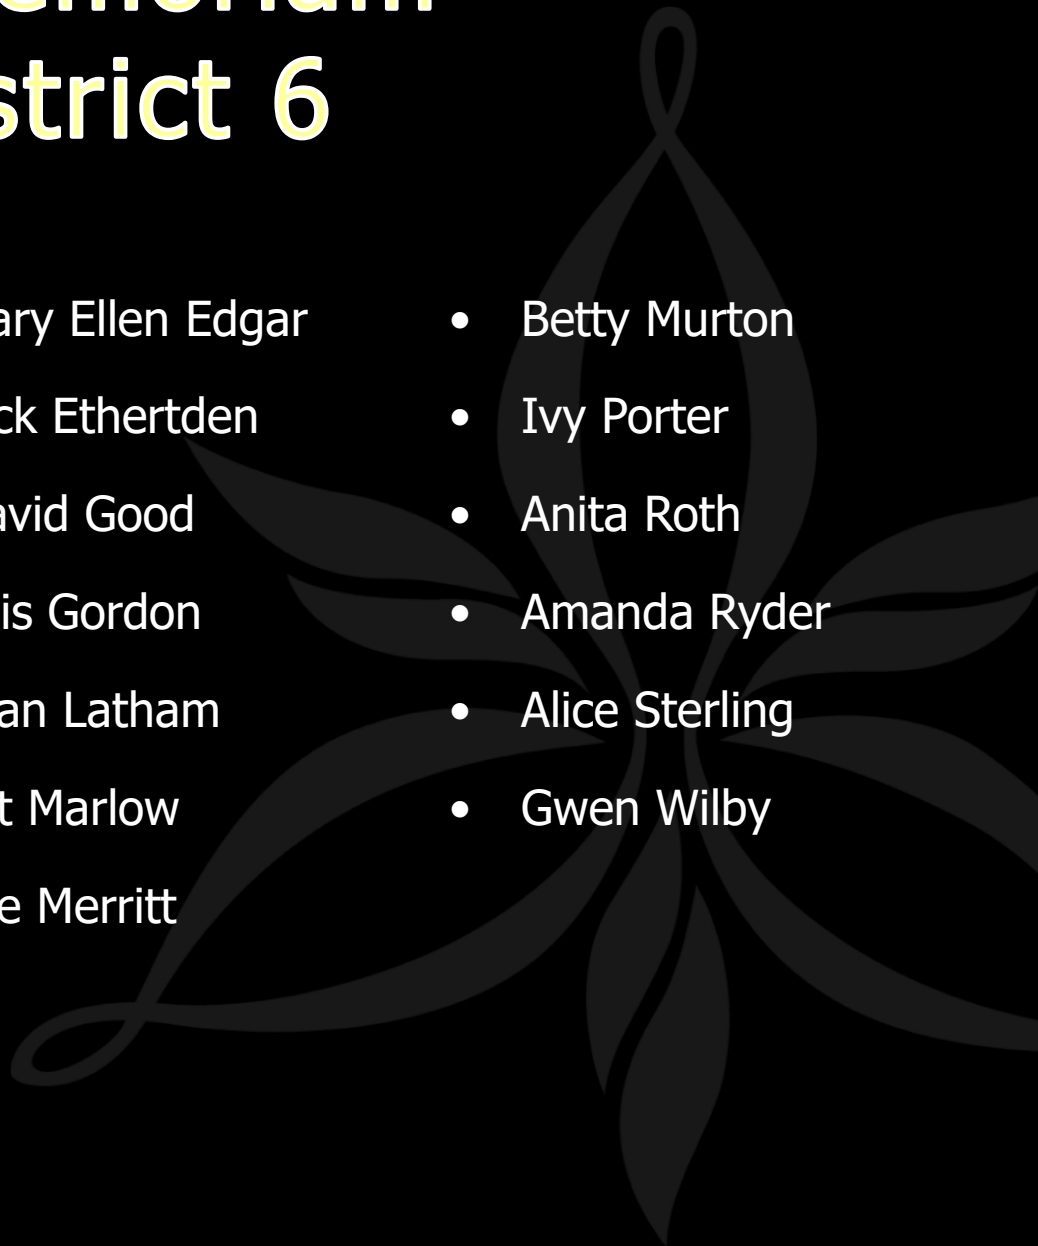 emoriam
strict 6
ary Ellen Edgar
ck Ethertden
avid Good
is Gordon
an Latham
t Marlow
e Merritt
• Betty Murton
• Ivy Porter
• Anita Roth
• Amanda Ryder
• Alice Sterling
• Gwen Wilby